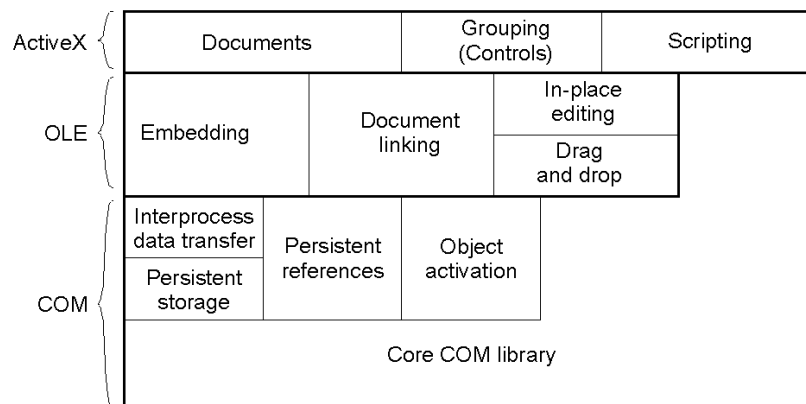 ActiveX
Documents
Grouping
(Controls)
Scripting
OLE
Embedding
Document
linking
In-place
editing
Drag
and drop
COM
Interprocess
data transfer
Persistent
storage
Persistent
references
Object
activation
Core COM library